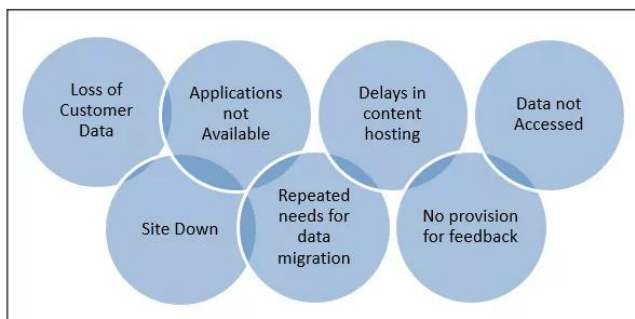 Loss of
Customer
Data
Applications
not
Available
Delays in
content
hosting
Data not
Accessed
Site Down
Repeated
needs for
data
migration
No provision
for feedback